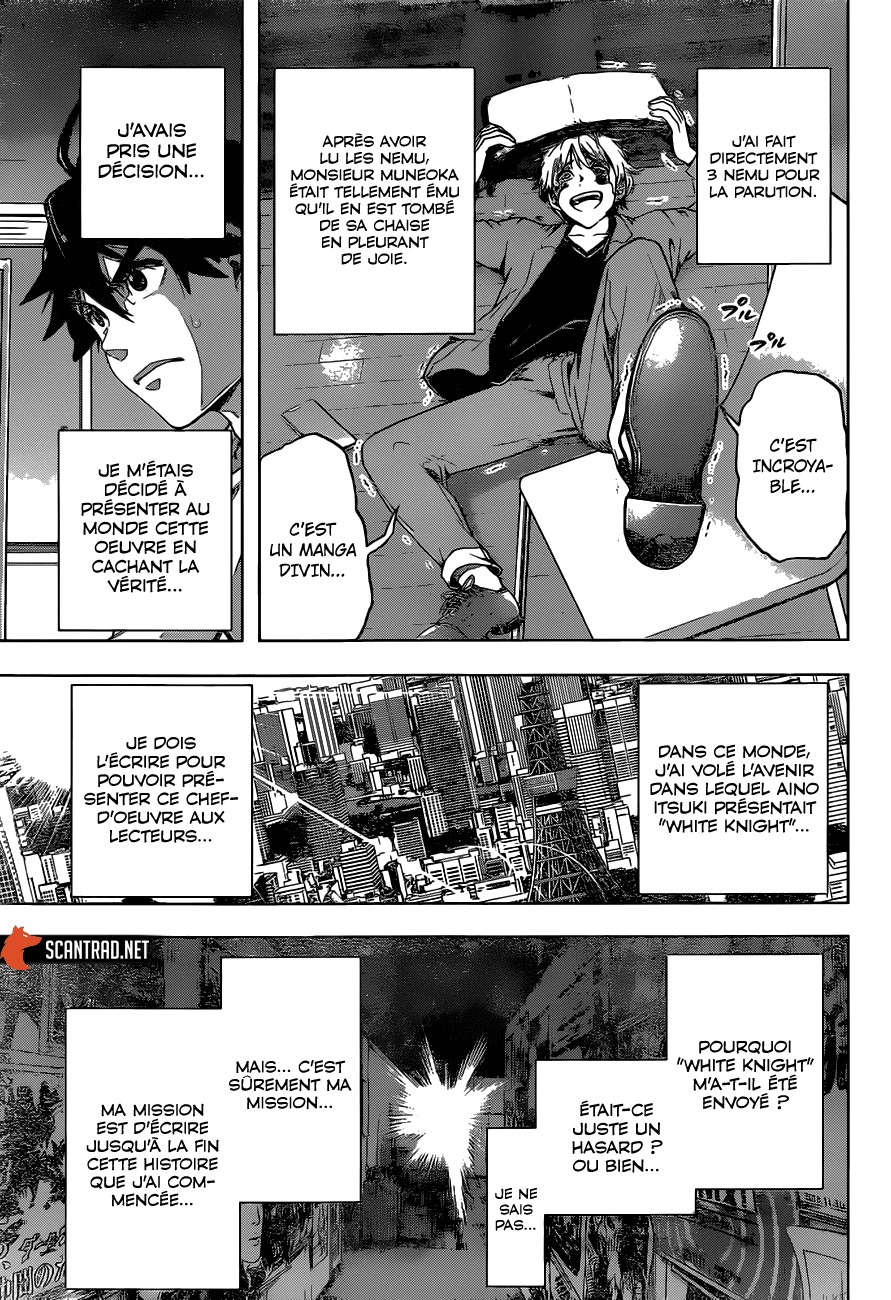 J'AI FAIT
DIRECTEMENT
3 NEMU POUR
LA PARUTION.
APRÈS AVOIR
LU LES NEMU,
MONSIEUR MUNEOKA
ÉTAIT TELLEMENT ÉMU
QU'IL EN EST TOMBÉ
DE SA CHAISE
EN PLEURANT
DE JOIE.
プル
プル
C'EST
INCROYA-
BLE...
C'EST
UN MANGA
DIVIN...
J'AVAIS
PRIS UNE
DÉCISION...
JE M'ÉTAIS
DÉCIDÉ À
PRÉSENTER AU
MONDE CETTE
OEUVRE EN
CACHANT LA
VÉRITÉ...
DANS CE MONDE,
J'AI VOLÉ L'AVENIR
DANS LEQUEL AINO
ITSUKI PRÉSENTAIT
"WHITE KNIGHT"...
JE DOIS
L'ÉCRIRE POUR
POUVOIR PRÉ-
SENTER CE CHEF-
D'OEUVRE AUX
LECTEURS...
SCANTRAD.NET
POURQUOI
"WHITE KNIGHT"
M'A-T-IL ÉTÉ
ENVOYÉ ?
ÉTAIT-CE
JUSTE UN
HASARD ?
OU BIEN...
JE NE
SAIS
PAS...
MAIS... C'EST
SÛREMENT MA
MISSION...
MA MISSION
EST D'ÉCRIRE
JUSQU'À LA FIN
CETTE HISTOIRE
QUE J'AI COM-
MENCÉE...